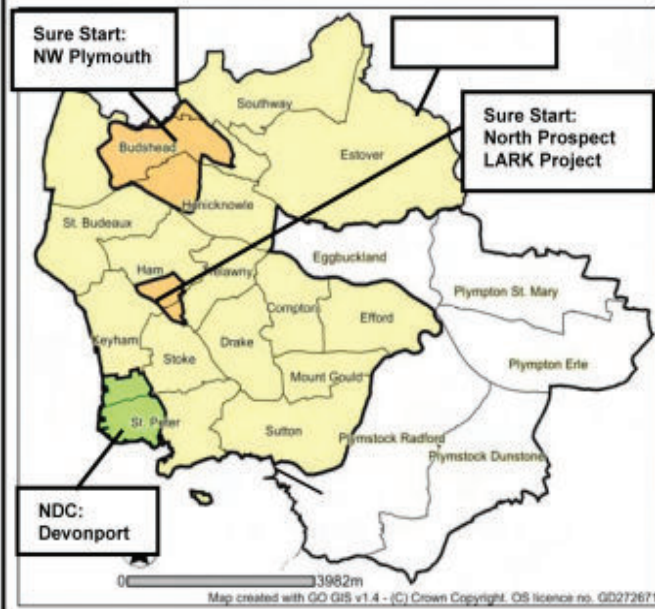 Sure Start:
NW Plymouth
Southway
Sure Start:
North Prospect
LARK Project
Budshead
Estover
Honicknowle
St. Budeaux
Eggbuckland
Ham
Trelawny
Plympton St. Mary
Compton
Efford
Keyham
Drake
Stoke
Plympton Erle
Mount Gould
St. Peter
Sutton
Plymstock Radford
Plymstock Dunstone
NDC:
Devonport
0 3982m
Map created with GO GIS v1.4 - (C) Crown Copyright. OS licence no. GD272671